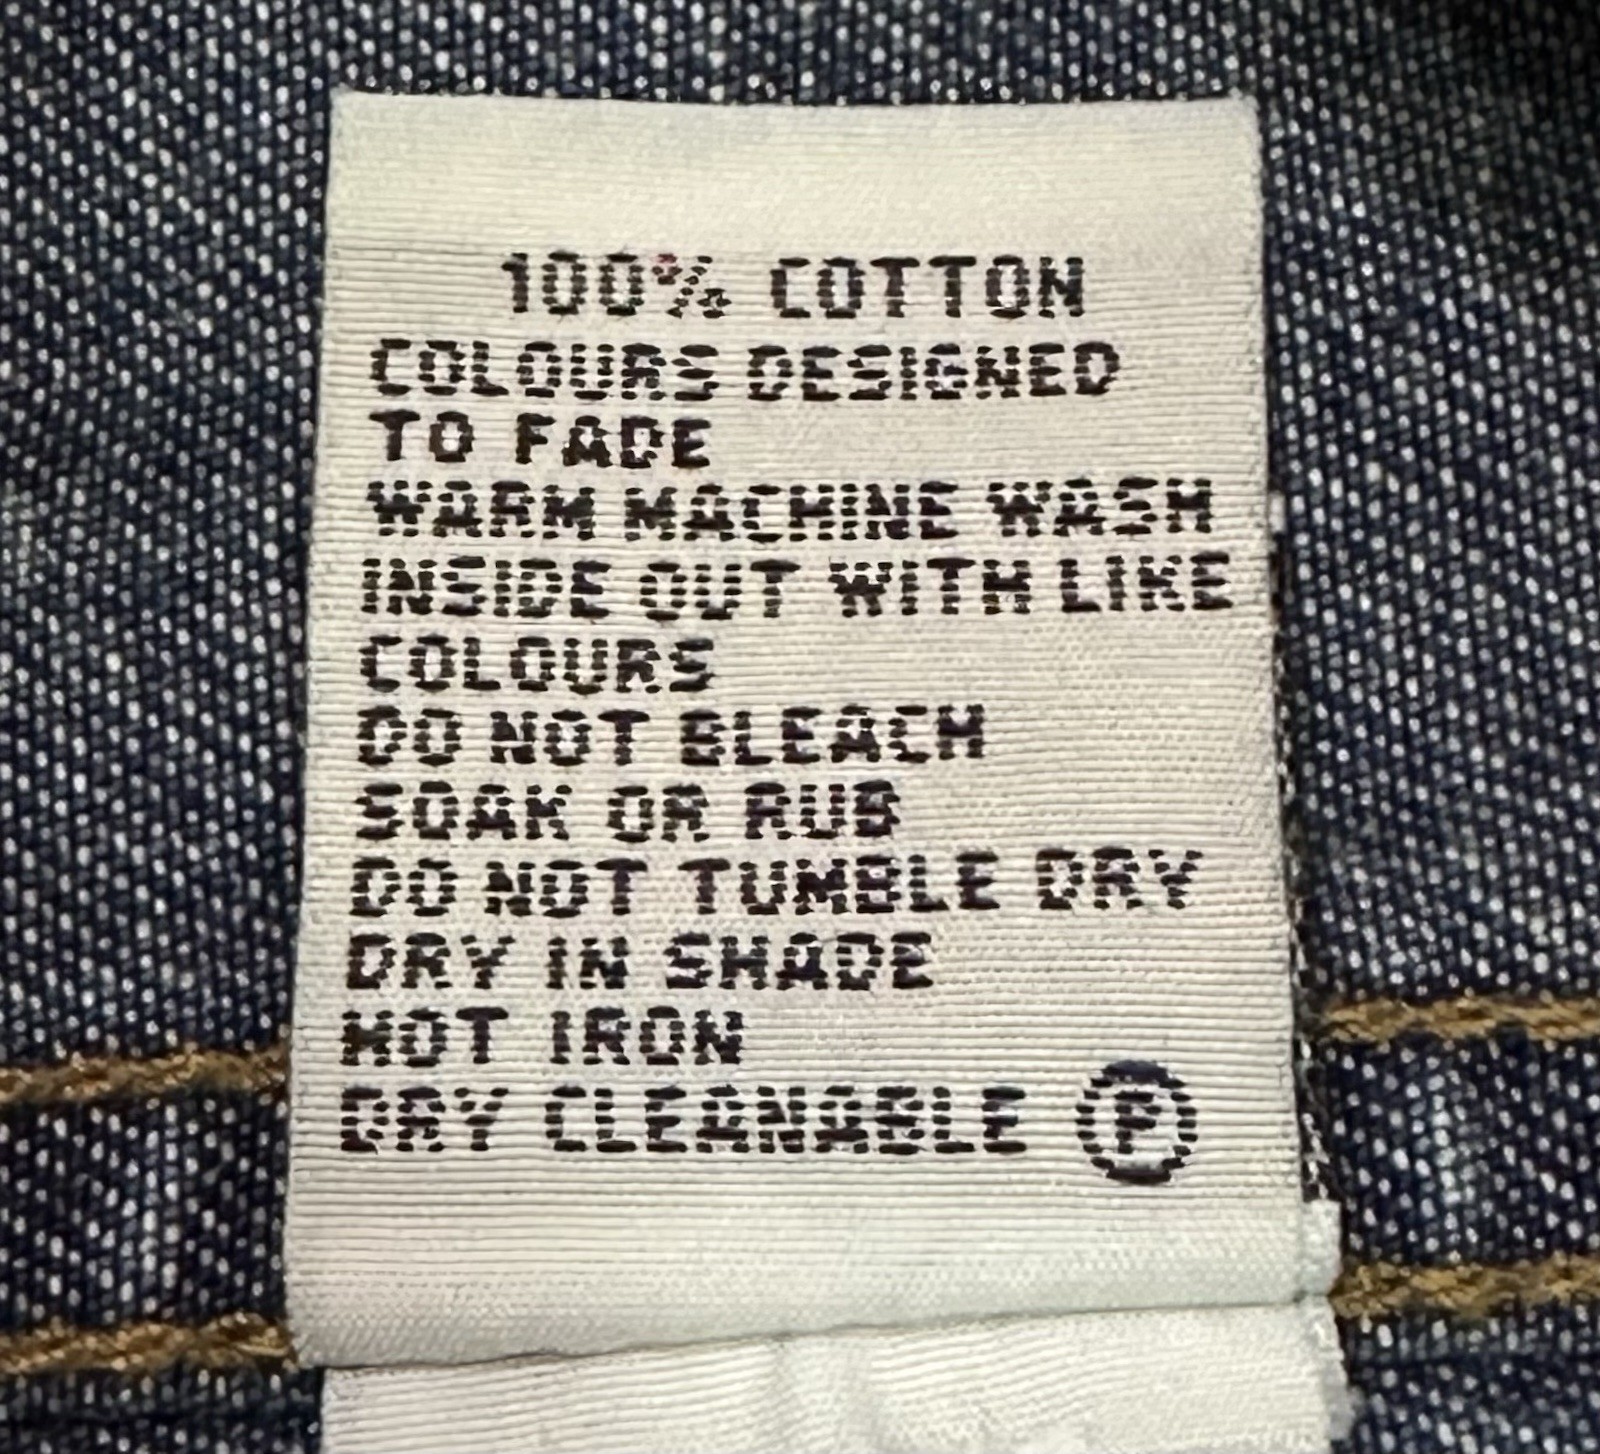 100% COTTON
COLOURS DESIGNED
TO FADE
WARM MACHINE WASH
INSIDE OUT WITH LIKE
COLOURS
DO NOT BLEACH
SOAK OR RUB
DO NOT TUMBLE DRY
DRY IN SHADE
HOT IRON
DRY CLEANABLE Ⓟ